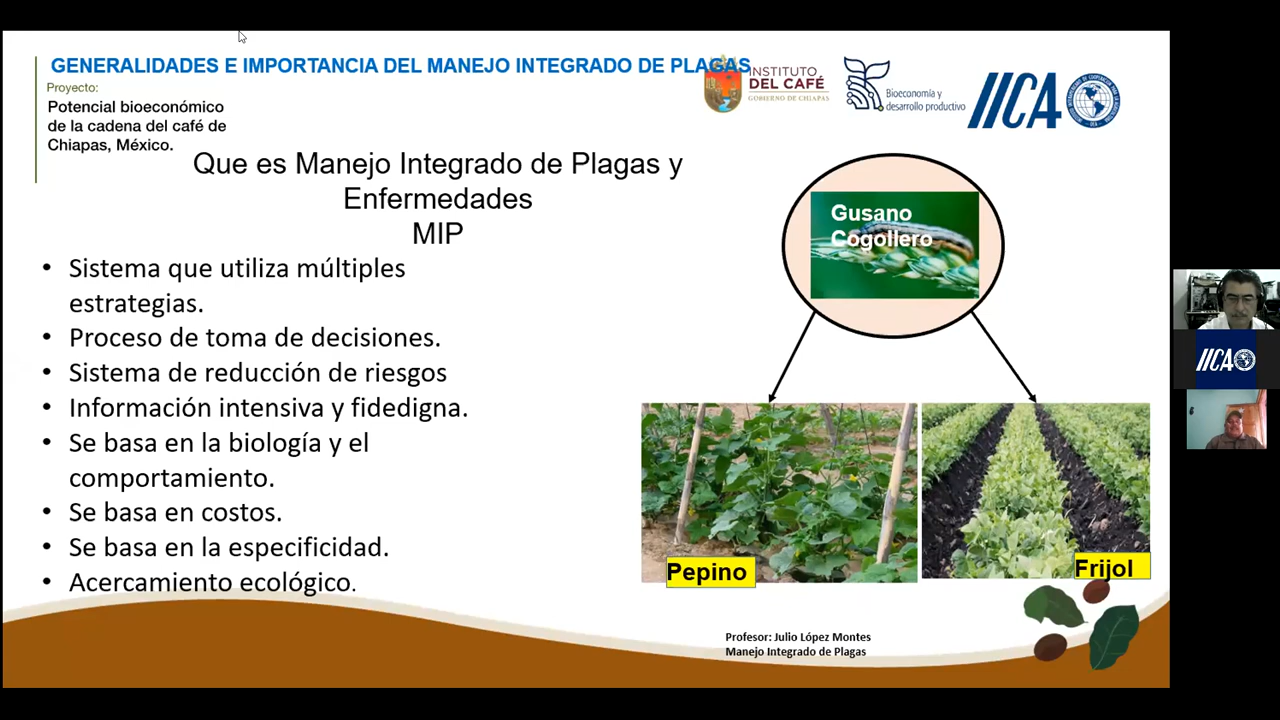 GENERALIDADES E IMPORTANCIA DEL MANEJO INTEGRADO DE PLAGAS
Proyecto:
Potencial bioeconómico
de la cadena del café de
Chiapas, México.
INSTITUTO
DEL CAFÉ
GOBIERNO DE CHIAPAS
Bioeconomía y
desarrollo productivo
IICA
Que es Manejo Integrado de Plagas y
Enfermedades
MIP
• Sistema que utiliza múltiples
estrategias.
• Proceso de toma de decisiones.
• Sistema de reducción de riesgos
• Información intensiva y fidedigna.
• Se basa en la biología y el
comportamiento.
• Se basa en costos.
• Se basa en la especificidad.
• Acercamiento ecológico.
Gusano
Cogollero
Pepino
Frijol
Profesor: Julio López Montes
Manejo Integrado de Plagas
IICA